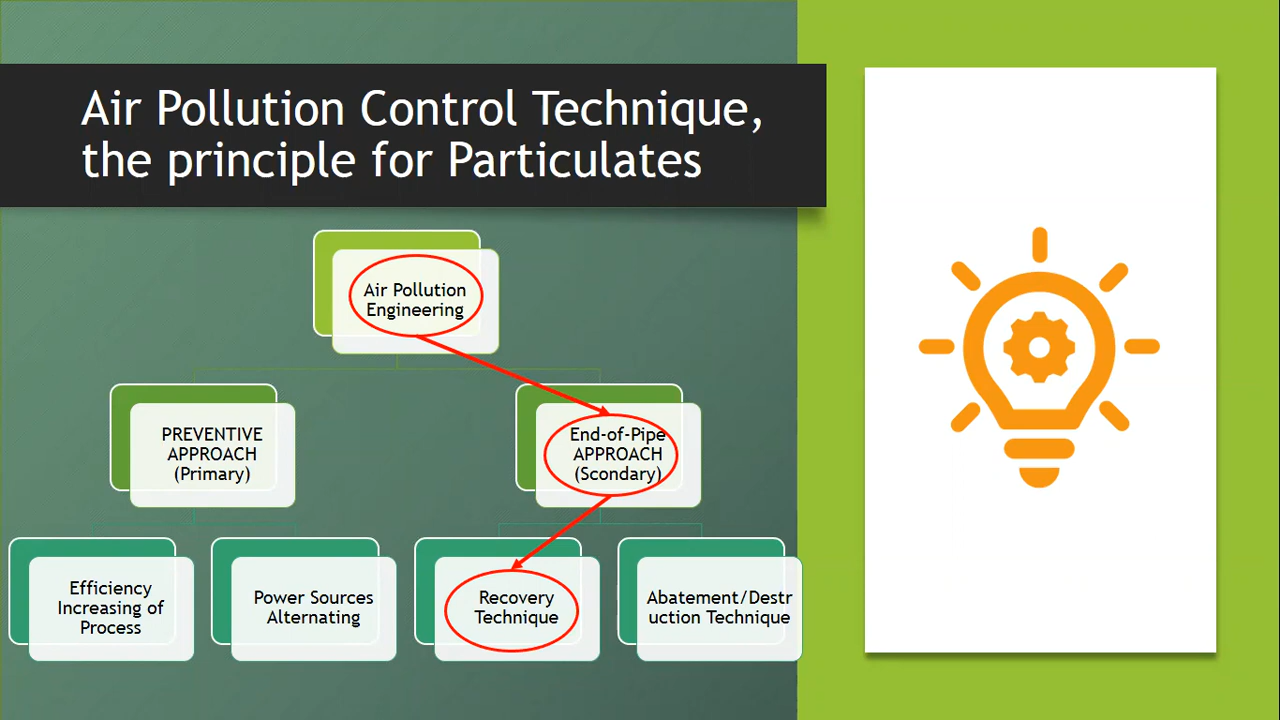 Air Pollution Control Technique,
the principle for Particulates
Air Pollution
Engineering
PREVENTIVE
APPROACH
(Primary)
End-of-Pipe
APPROACH
(Scondary)
Efficiency
Increasing of
Process
Power Sources
Alternating
Recovery
Technique
Abatement/Destr
uction Technique